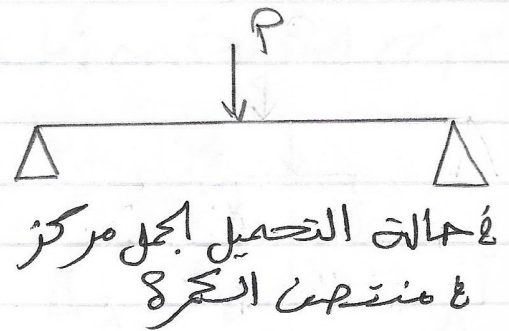 P
في حالة التحميل بحمل مركز
في منتصف الكمرة